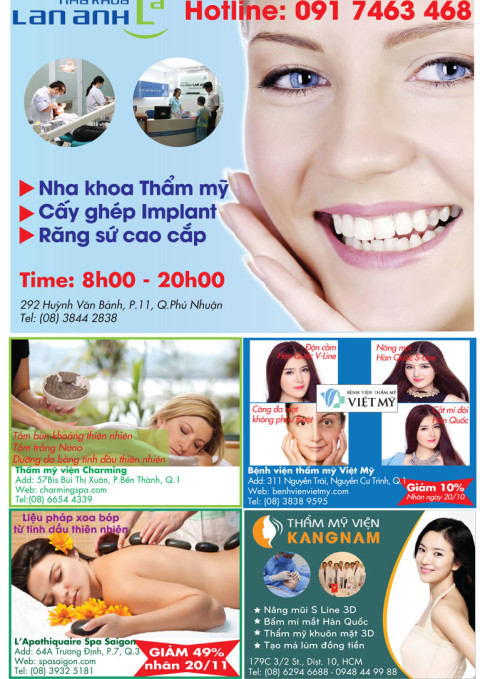 NHA KHOA
LAN ANH
Hotline: 091 7463 468
Nha khoa Thẩm mỹ
Cấy ghép Implant
Răng sứ cao cấp
Time: 8h00 - 20h00
292 Huỳnh Văn Bánh, P.11, Q.Phú Nhuận
Tel: (08) 3844 2838
Tắm bùn khoáng thiên nhiên
Tắm trắng Nano
Dưỡng da bằng tinh dầu thiên nhiên
Thẩm mỹ viện Charming
Add: 57Bis Bùi Thị Xuân, P.Bến Thành, Q.1
Web: charmingspa.com
Tel:(08) 6654 4339
Độn cằm
Hàn Quốc V-Line
Nâng mũi
Hàn Quốc S-Line
BỆNH VIỆN THẨM MỸ
VIỆT MỸ
Căng da mặt
không phẫu thuật
Cắt mí đôi
Hàn Quốc
Bệnh viện thẩm mỹ Việt Mỹ
Add: 311 Nguyễn Trãi, Nguyễn Cư Trinh, Q.1
Web: benhvienvietmy.com
Tel: (08) 3838 9595
Giảm 10%
Nhân ngày 20/10
Liệu pháp xoa bóp
từ tinh dầu thiên nhiên
L'Apothiquaire Spa Saigon
Add: 64A Trương Định, P.7, Q.3
Web: spasaigon.com
Tel: (08) 3932 5181
GIẢM 49%
nhân 20/11
THẨM MỸ VIỆN
KANGNAM
Nâng mũi S Line 3D
Bấm mí mắt Hàn Quốc
Thẩm mỹ khuôn mặt 3D
Tạo má lúm đồng tiền
179C 3/2 St., Dist. 10, HCM
Tel: (08) 6294 6688 - 0948 44 99 88